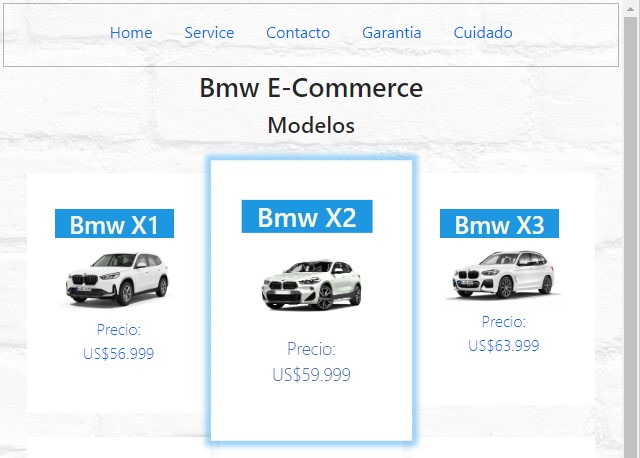 Home Service Contacto Garantia Cuidado
Bmw E-Commerce
Modelos
Bmw X1
Precio:
US$56.999
Bmw X2
Precio:
US$59.999
Bmw X3
Precio:
US$63.999